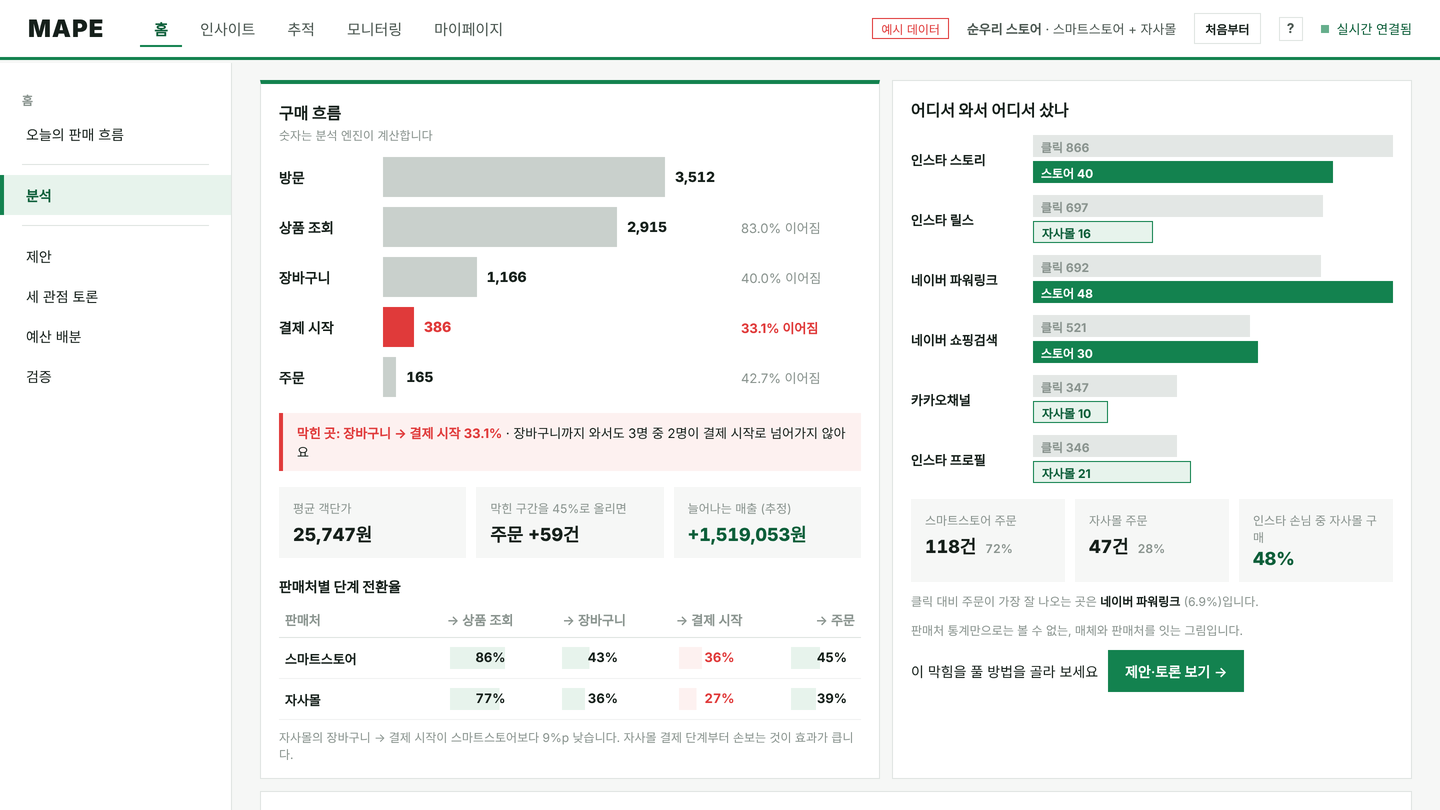 MAPE
홈
인사이트
추적
모니터링
마이페이지
예시 데이터
순우리 스토어 · 스마트스토어 + 자사몰
처음부터
?
실시간 연결됨
홈
오늘의 판매 흐름
분석
제안
세 관점 토론
예산 배분
검증
구매 흐름
숫자는 분석 엔진이 계산합니다
방문 3,512
상품 조회 2,915 83.0% 이어짐
장바구니 1,166 40.0% 이어짐
결제 시작 386 33.1% 이어짐
주문 165 42.7% 이어짐
막힌 곳: 장바구니 → 결제 시작 33.1% · 장바구니까지 와서도 3명 중 2명이 결제 시작로 넘어가지 않아
요
평균 객단가
25,747원
막힌 구간을 45%로 올리면
주문 +59건
늘어나는 매출 (추정)
+1,519,053원
판매처별 단계 전환율
판매처 → 상품 조회 → 장바구니 → 결제 시작 → 주문
스마트스토어 86% 43% 36% 45%
자사몰 77% 36% 27% 39%
자사몰의 장바구니 → 결제 시작이 스마트스토어보다 9%p 낮습니다. 자사몰 결제 단계부터 손보는 것이 효과가 큽니
다.
어디서 와서 어디서 샀나
인스타 스토리
클릭 866
스토어 40
인스타 릴스
클릭 697
자사몰 16
네이버 파워링크
클릭 692
스토어 48
네이버 쇼핑검색
클릭 521
스토어 30
카카오채널
클릭 347
자사몰 10
인스타 프로필
클릭 346
자사몰 21
스마트스토어 주문
118건 72%
자사몰 주문
47건 28%
인스타 손님 중 자사몰 구
매
48%
클릭 대비 주문이 가장 잘 나오는 곳은 네이버 파워링크 (6.9%)입니다.
판매처 통계만으로는 볼 수 없는, 매체와 판매처를 잇는 그림입니다.
이 막힘을 풀 방법을 골라 보세요
제안·토론 보기 →